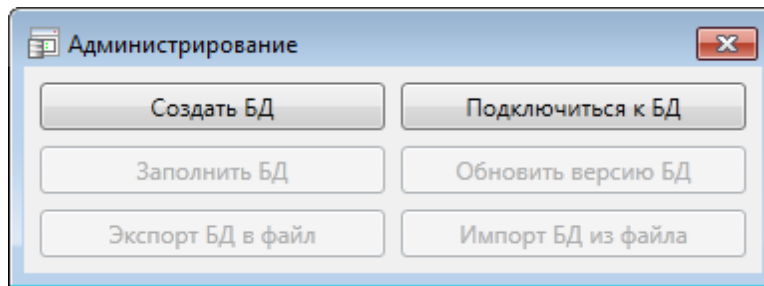 Администрирование
Создать БД
Подключиться к БД
Заполнить БД
Обновить версию БД
Экспорт БД в файл
Импорт БД из файла